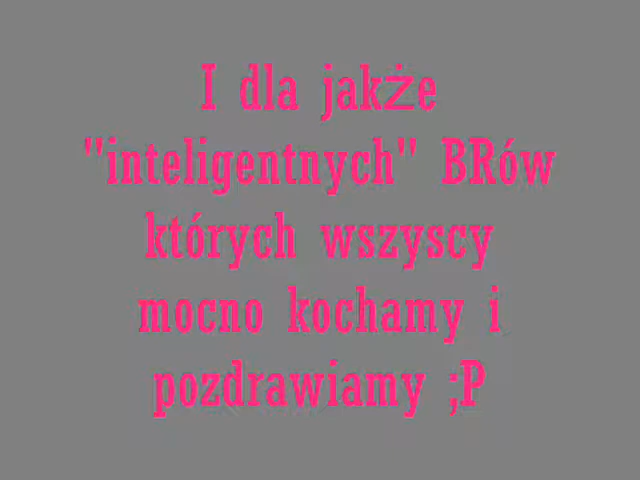 I dla jakże
"inteligentnych" BRów
których wszyscy
mocno kochamy i
pozdrawiamy ;P